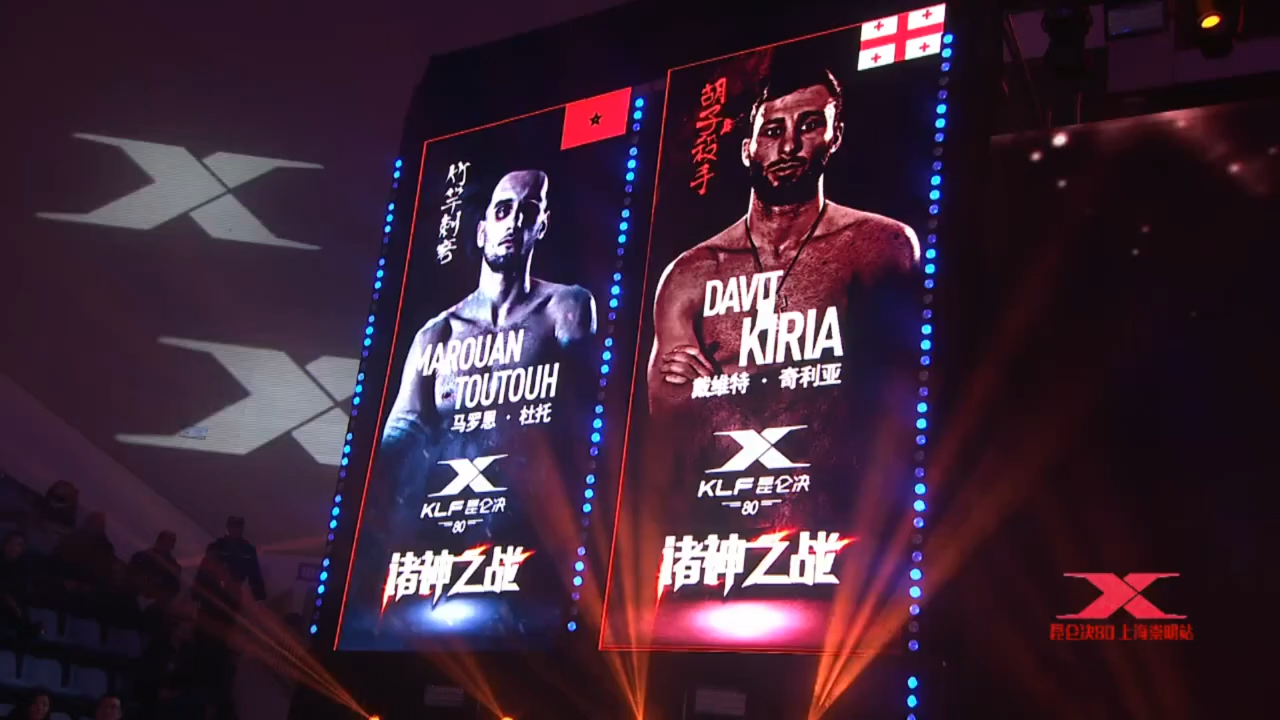 竹竿刺客
MAROUAN
TOUTOUH
马罗恩·杜托
KLF 昆仑决
80
诸神之战
胡子杀手
DAVIT
KIRIA
戴维特·奇利亚
KLF 昆仑决
80
诸神之战
昆仑决80 上海崇明站